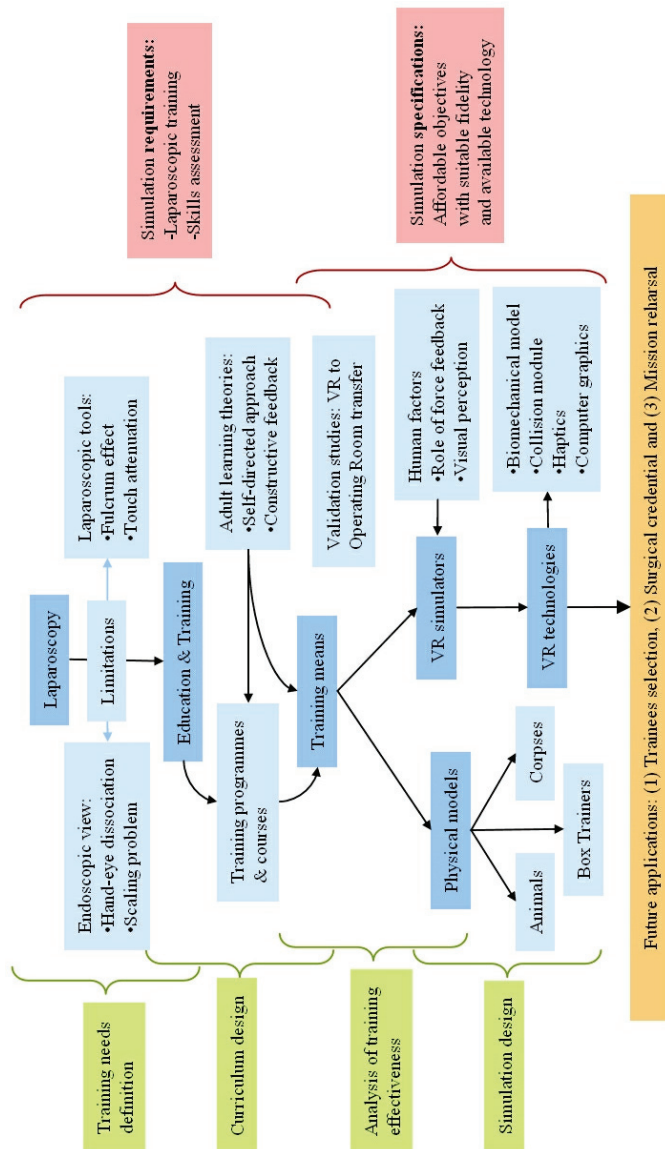 Training needs
definition
Curriculum design
Analysis of training
effectiveness
Simulation design
Laparoscopy
Limitations
Endoscopic view:
•Hand-eye dissociation
•Scaling problem
Laparoscopic tools:
•Fulcrum effect
•Touch attenuation
Education & Training
Training programmes
& courses
Adult learning theories:
•Self-directed approach
•Constructive feedback
Training means
Validation studies: VR to
Operating Room transfer
Physical models
Animals
Box Trainers
Corpses
VR simulators
Human factors
•Role of force feedback
•Visual perception
VR technologies
•Biomechanical model
•Collision module
•Haptics
•Computer graphics
Simulation requirements:
-Laparoscopic training
-Skills assessment
Simulation specifications:
Affordable objectives
with suitable fidelity
and available technology
Future applications: (1) Trainees selection, (2) Surgical credential and (3) Mission reharsal